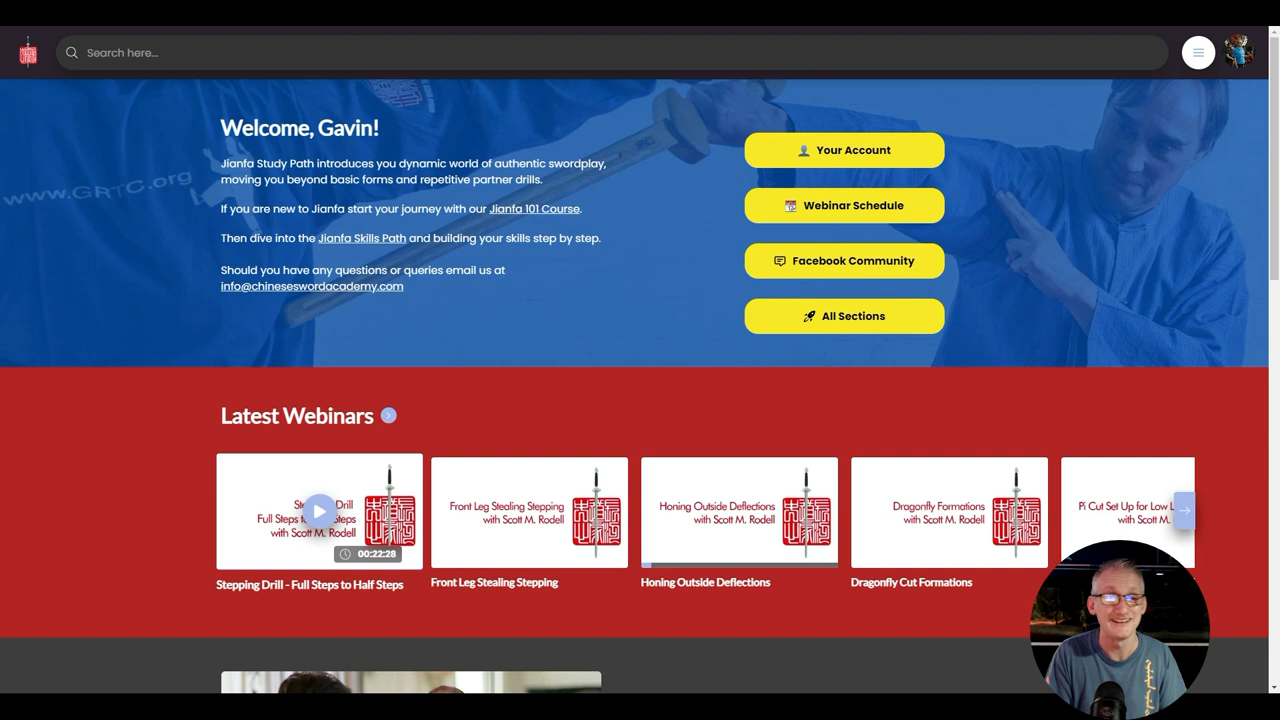 Search here...
www.GRTC.org
Welcome, Gavin!
Jianfa Study Path introduces you dynamic world of authentic swordplay,
moving you beyond basic forms and repetitive partner drills.
If you are new to Jianfa start your journey with our Jianfa 101 Course.
Then dive into the Jianfa Skills Path and building your skills step by step.
Should you have any questions or queries email us at
info@chineseswordacademy.com
Your Account
Webinar Schedule
Facebook Community
All Sections
Latest Webinars
Full Steps
with Scott M. Rodell
00:22:28
Stepping Drill - Full Steps to Half Steps
Front Leg Stealing Stepping
with Scott M. Rodell
Front Leg Stealing Stepping
Honing Outside Deflections
with Scott M. Rodell
Honing Outside Deflections
Dragonfly Formations
with Scott M. Rodell
Dragonfly Cut Formations
Pi Cut Set Up for Low
with Scott M.